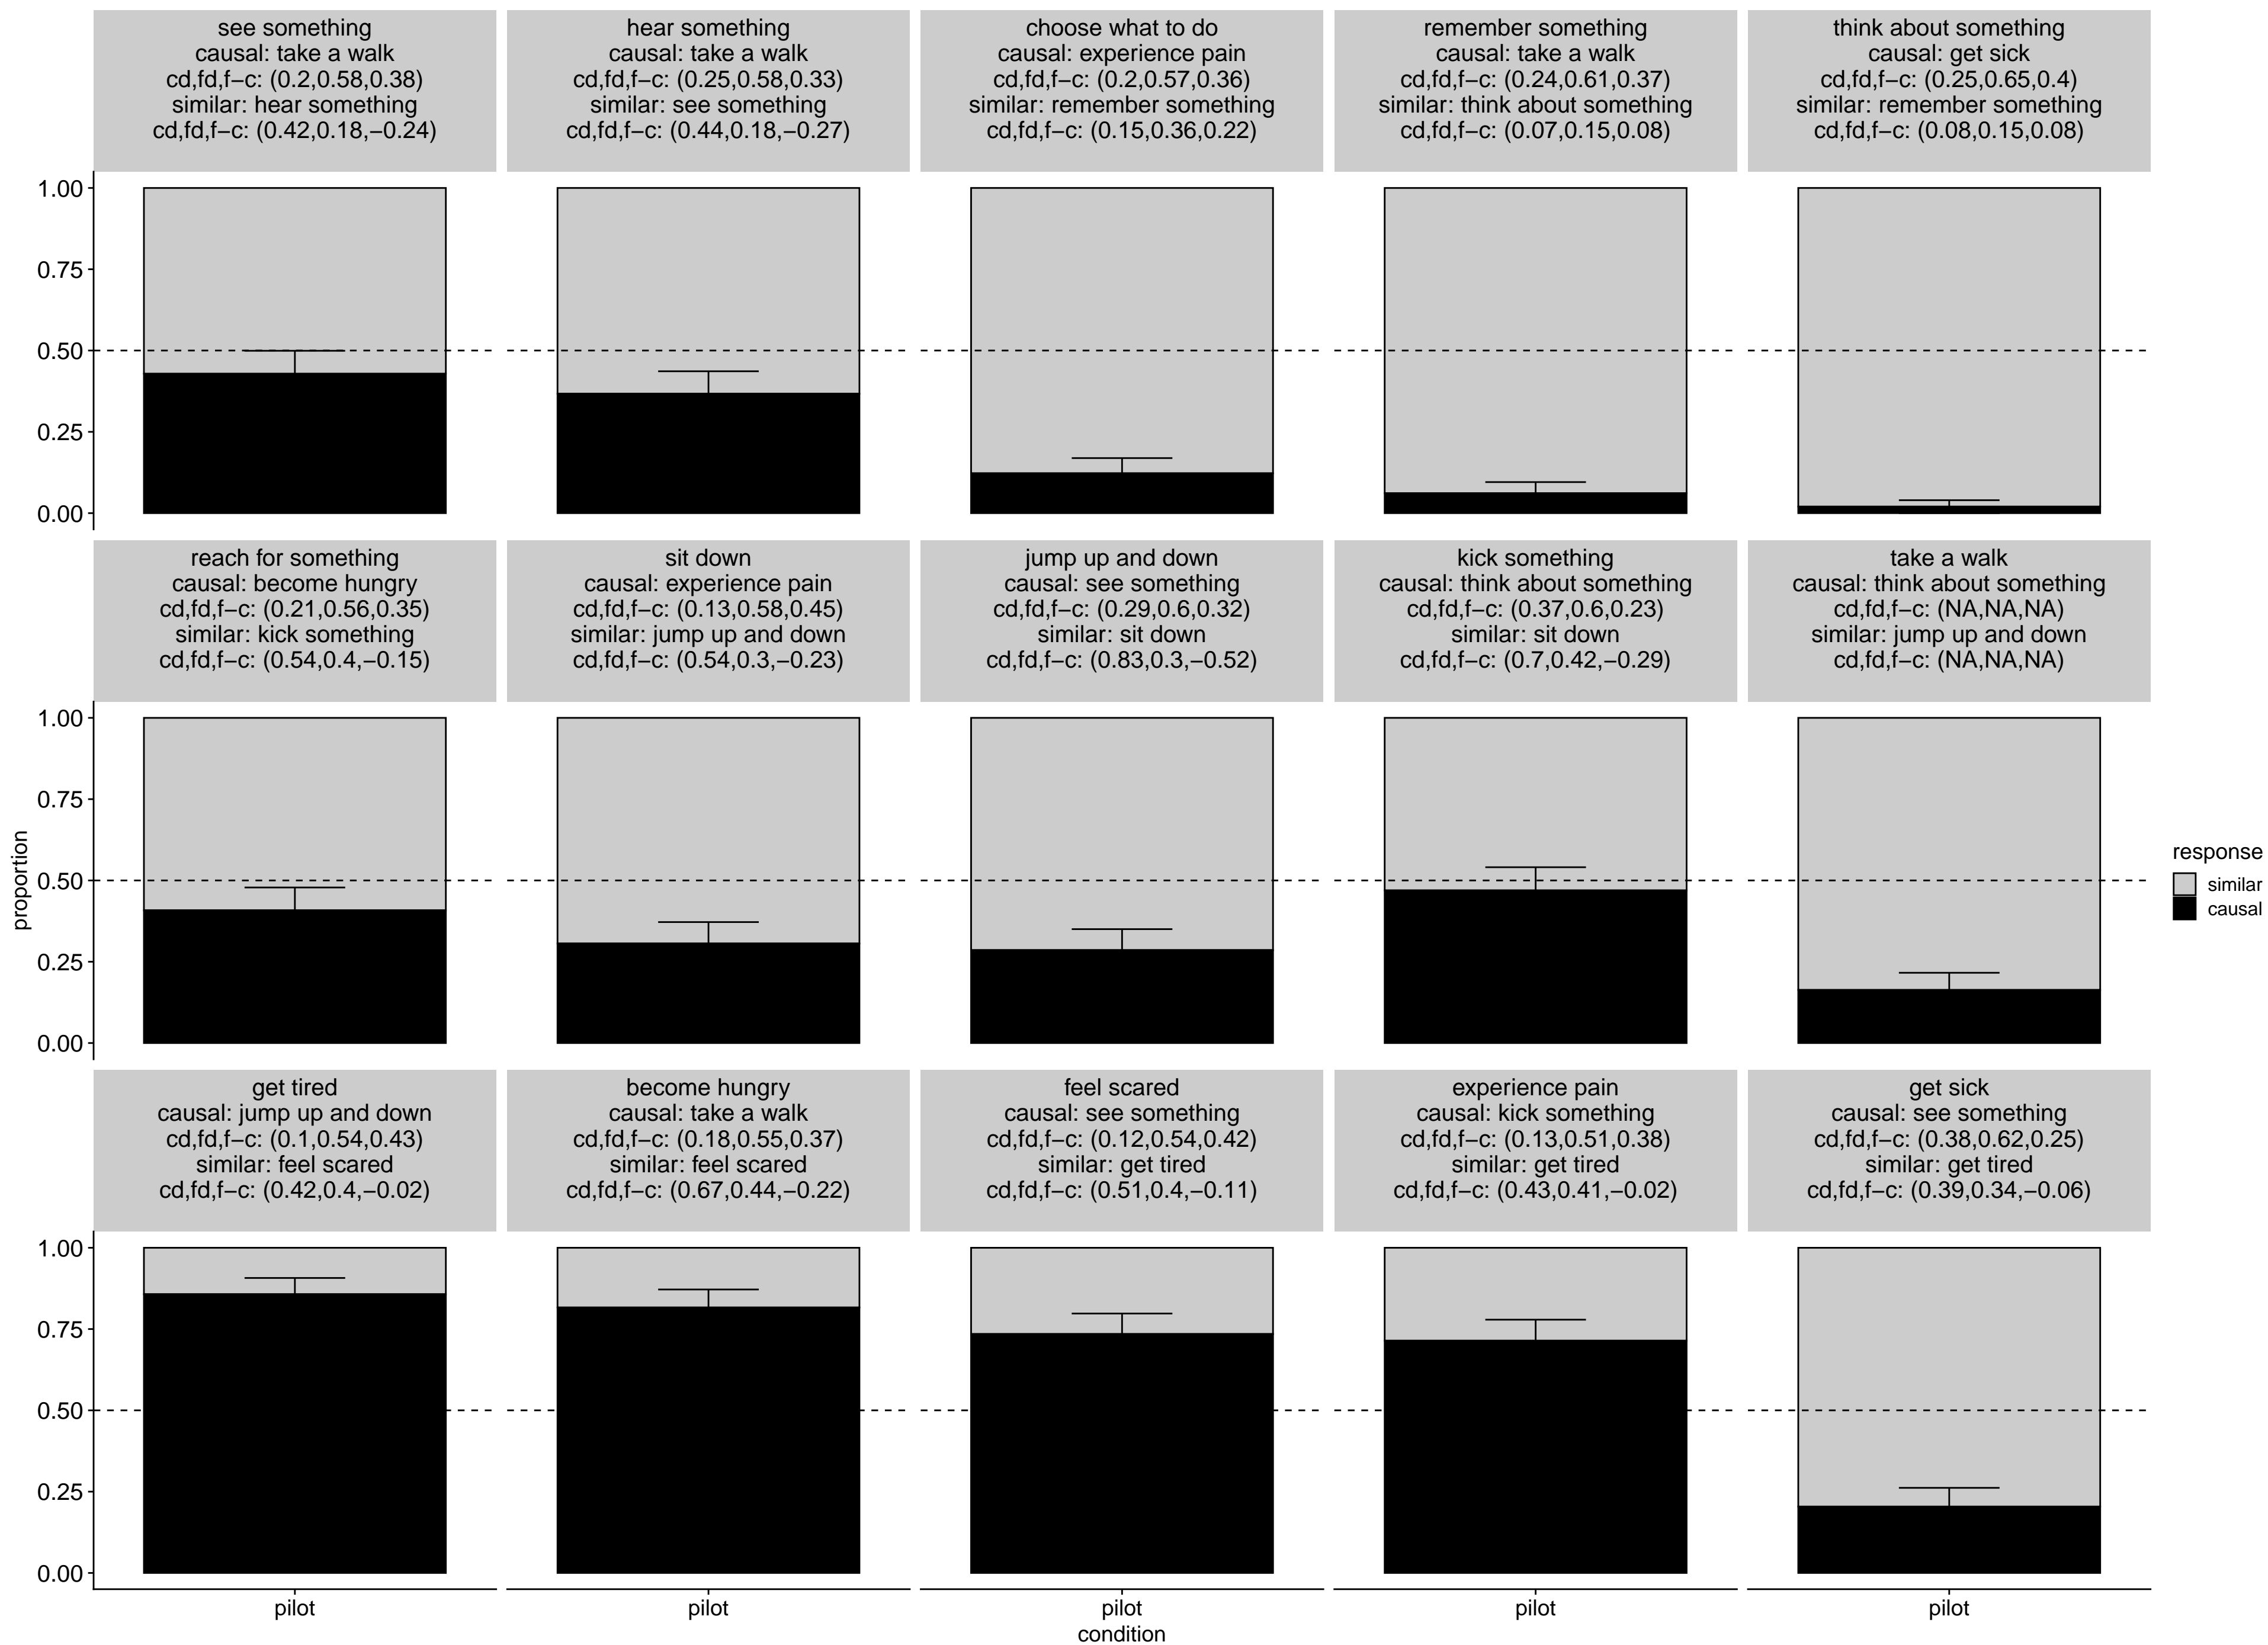 see something
causal: take a walk
cd,fd,f−c: (0.2,0.58,0.38)
similar: hear something
cd,fd,f−c: (0.42,0.18,−0.24)
hear something
causal: take a walk
cd,fd,f−c: (0.25,0.58,0.33)
similar: see something
cd,fd,f−c: (0.44,0.18,−0.27)
choose what to do
causal: experience pain
cd,fd,f−c: (0.2,0.57,0.36)
similar: remember something
cd,fd,f−c: (0.15,0.36,0.22)
remember something
causal: take a walk
cd,fd,f−c: (0.24,0.61,0.37)
similar: think about something
cd,fd,f−c: (0.07,0.15,0.08)
think about something
causal: get sick
cd,fd,f−c: (0.25,0.65,0.4)
similar: remember something
cd,fd,f−c: (0.08,0.15,0.08)
1.00
0.75
0.50
0.25
0.00
reach for something
causal: become hungry
cd,fd,f−c: (0.21,0.56,0.35)
similar: kick something
cd,fd,f−c: (0.54,0.4,−0.15)
sit down
causal: experience pain
cd,fd,f−c: (0.13,0.58,0.45)
similar: jump up and down
cd,fd,f−c: (0.54,0.3,−0.23)
jump up and down
causal: see something
cd,fd,f−c: (0.29,0.6,0.32)
similar: sit down
cd,fd,f−c: (0.83,0.3,−0.52)
kick something
causal: think about something
cd,fd,f−c: (0.37,0.6,0.23)
similar: sit down
cd,fd,f−c: (0.7,0.42,−0.29)
take a walk
causal: think about something
cd,fd,f−c: (NA,NA,NA)
similar: jump up and down
cd,fd,f−c: (NA,NA,NA)
1.00
0.75
0.50
0.25
0.00
proportion
response
similar
causal
get tired
causal: jump up and down
cd,fd,f−c: (0.1,0.54,0.43)
similar: feel scared
cd,fd,f−c: (0.42,0.4,−0.02)
become hungry
causal: take a walk
cd,fd,f−c: (0.18,0.55,0.37)
similar: feel scared
cd,fd,f−c: (0.67,0.44,−0.22)
feel scared
causal: see something
cd,fd,f−c: (0.12,0.54,0.42)
similar: get tired
cd,fd,f−c: (0.51,0.4,−0.11)
experience pain
causal: kick something
cd,fd,f−c: (0.13,0.51,0.38)
similar: get tired
cd,fd,f−c: (0.43,0.41,−0.02)
get sick
causal: see something
cd,fd,f−c: (0.38,0.62,0.25)
similar: get tired
cd,fd,f−c: (0.39,0.34,−0.06)
1.00
0.75
0.50
0.25
0.00
pilot
pilot
pilot
pilot
pilot
condition